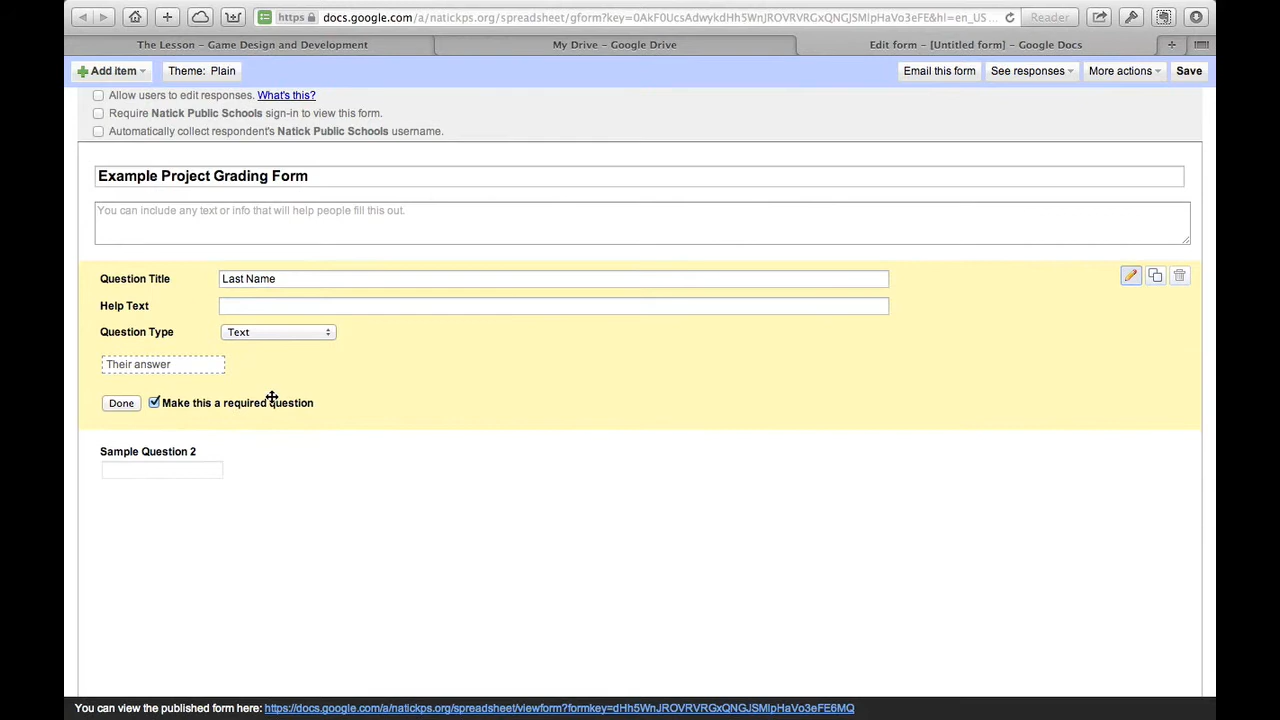 https docs.google.com/a/natickps.org/spreadsheet/gform?key=0AkF0UcsAdwykdHh5WnJROVRVRGxQNGJSMlpHaVo3eFE&hl=en_US... Reader
The Lesson – Game Design and Development My Drive – Google Drive Edit form – [Untitled form] – Google Docs
Add item Theme: Plain Email this form See responses More actions Save
Allow users to edit responses. What's this?
Require Natick Public Schools sign-in to view this form.
Automatically collect respondent's Natick Public Schools username.
Example Project Grading Form
You can include any text or info that will help people fill this out.
Question Title Last Name
Help Text
Question Type Text
Their answer
Done Make this a required question
Sample Question 2
You can view the published form here: https://docs.google.com/a/natickps.org/spreadsheet/viewform?formkey=dHh5WnJROVRVRGxQNGJSMlpHaVo3eFE6MQ